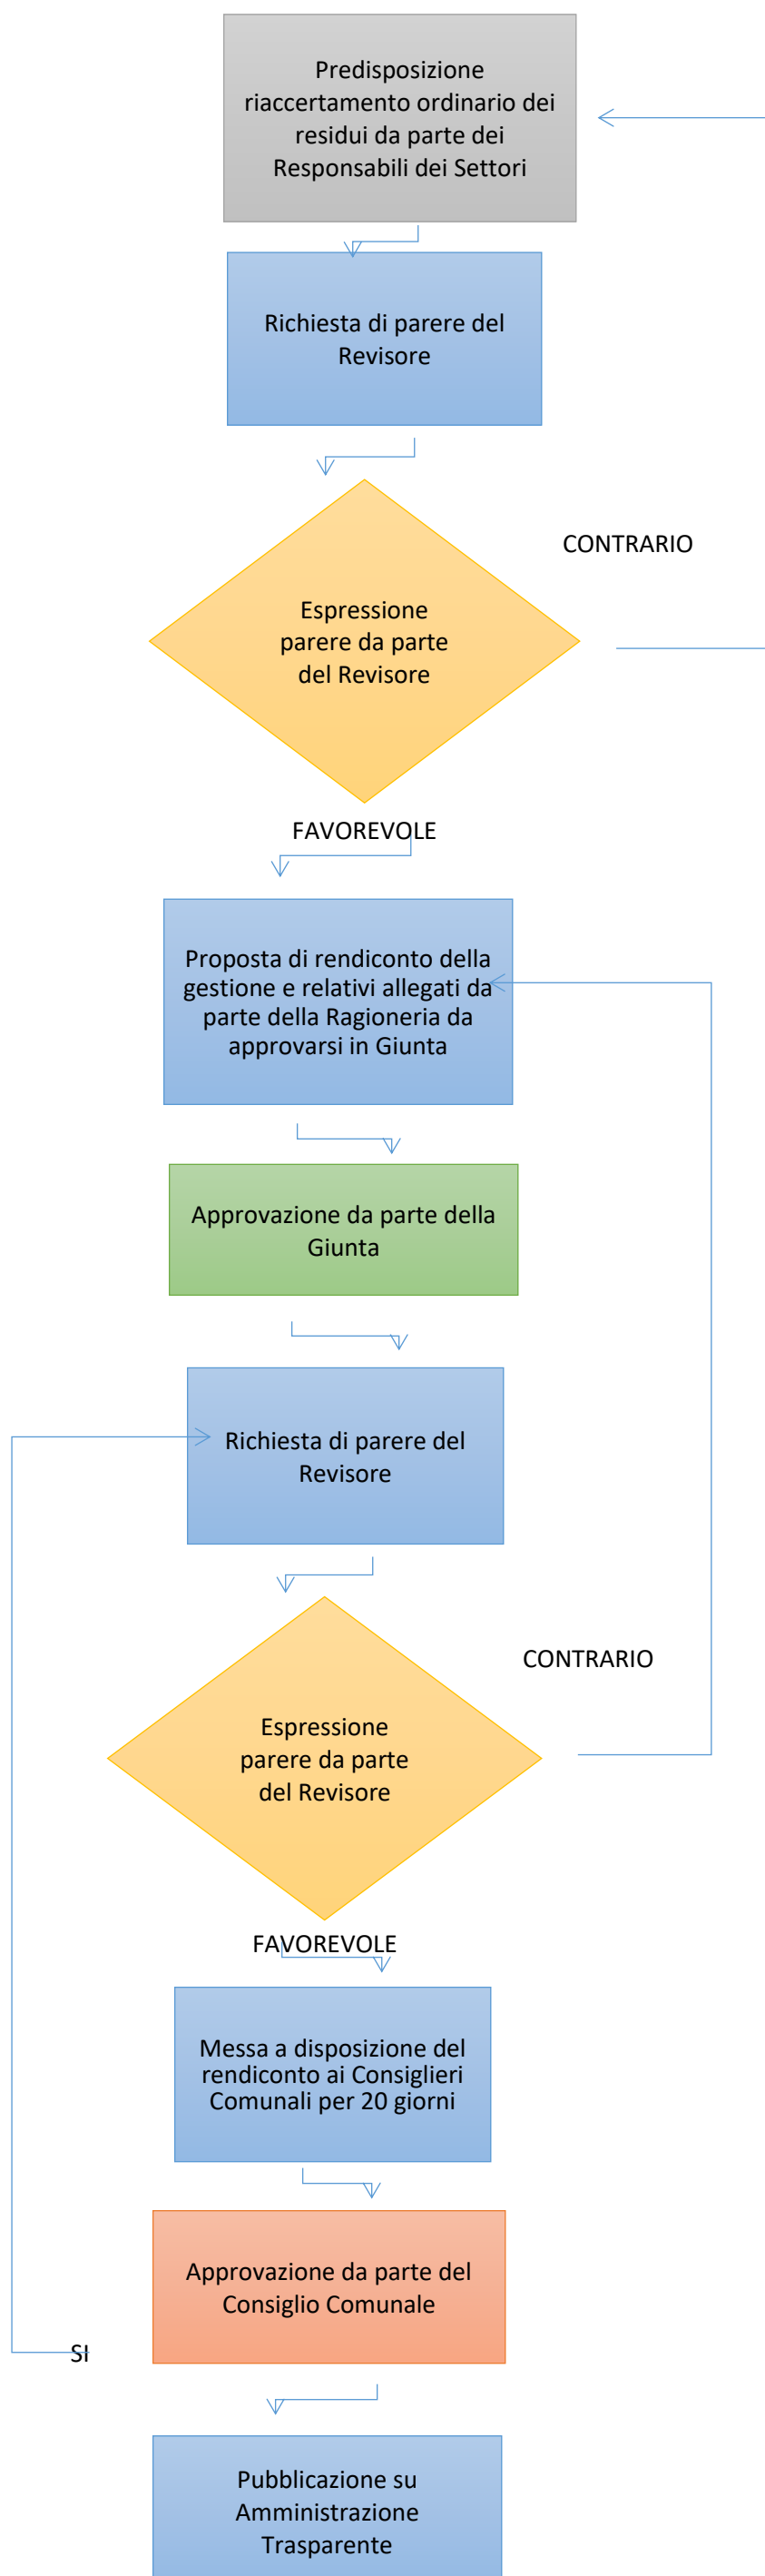 Predisposizione
riaccertamento ordinario dei
residui da parte dei
Responsabili dei Settori
Richiesta di parere del
Revisore
CONTRARIO
Espressione
parere da parte
del Revisore
FAVOREVOLE
Proposta di rendiconto della
gestione e relativi allegati da
parte della Ragioneria da
approvarsi in Giunta
Approvazione da parte della
Giunta
Richiesta di parere del
Revisore
CONTRARIO
Espressione
parere da parte
del Revisore
FAVOREVOLE
Messa a disposizione del
rendiconto ai Consiglieri
Comunali per 20 giorni
Approvazione da parte del
Consiglio Comunale
SI
Pubblicazione su
Amministrazione
Trasparente